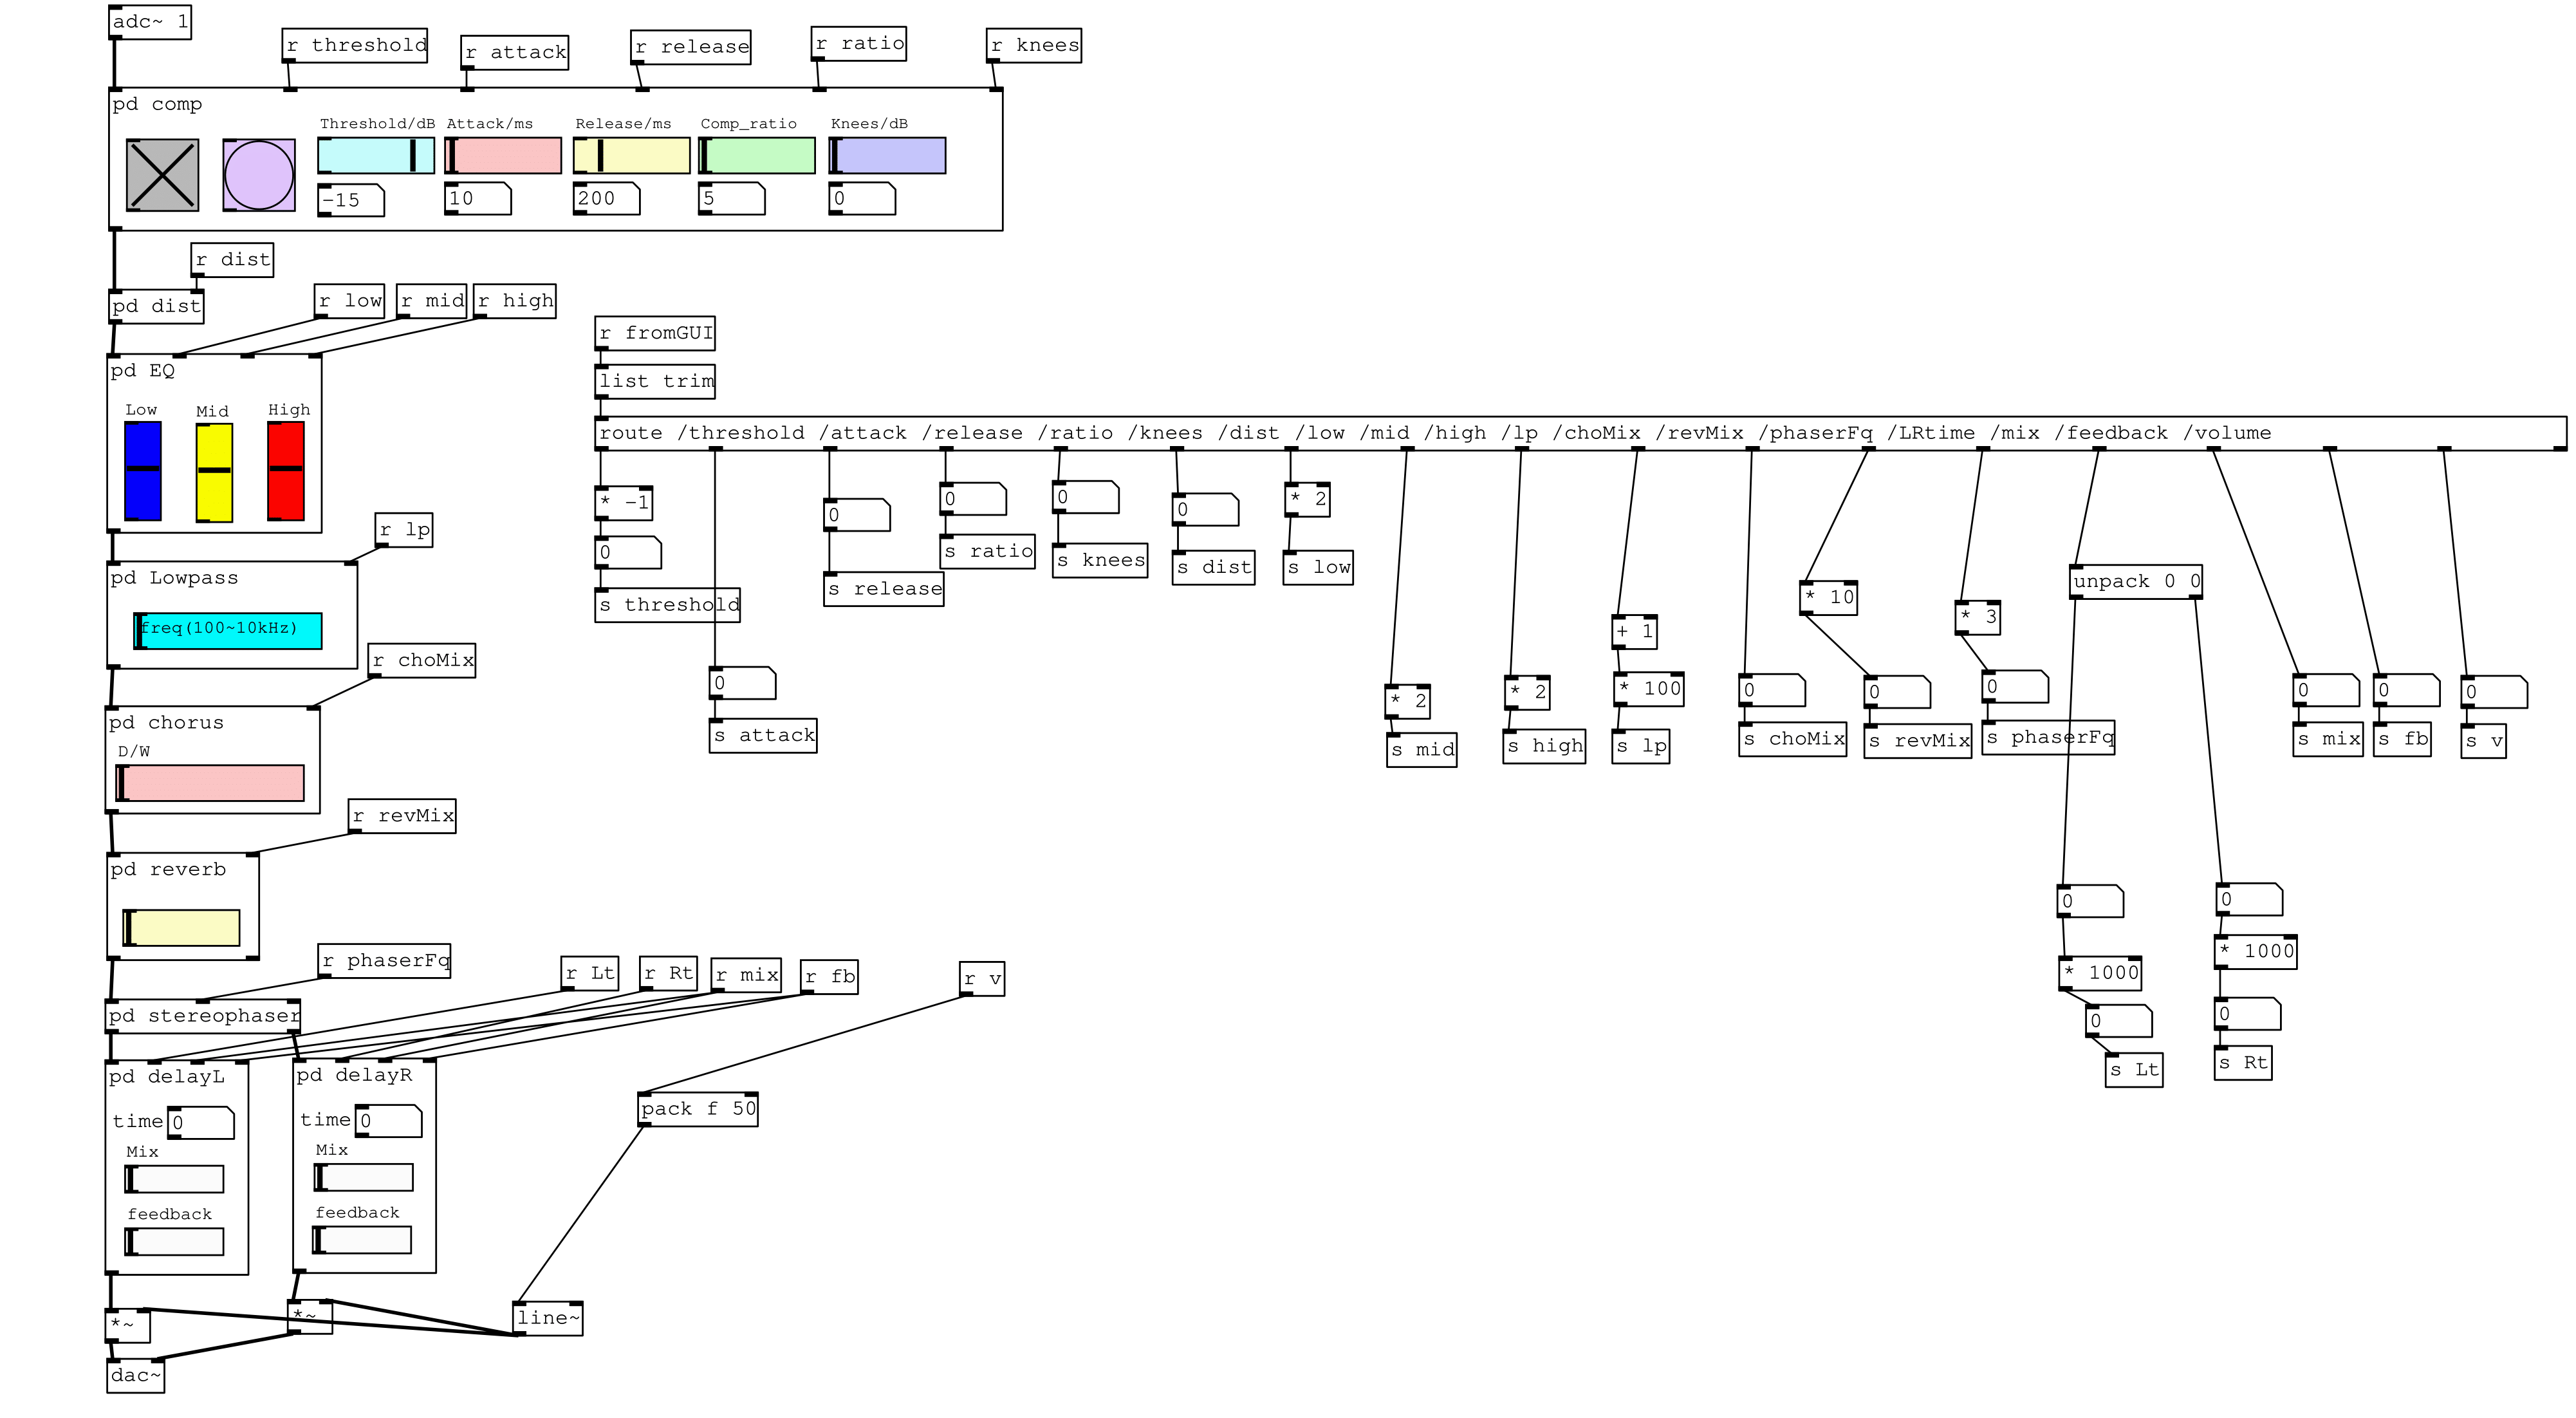 adc~ 1
r threshold
r attack
r release
r ratio
r knees
pd comp
Threshold/dB
Attack/ms
Release/ms
Comp_ratio
Knees/dB
-15
10
200
5
0
r dist
pd dist
r low
r mid
r high
pd EQ
Low
Mid
High
r lp
pd Lowpass
freq(100~10kHz)
r choMix
pd chorus
D/W
r revMix
pd reverb
r phaserFq
pd stereophaser
r Lt
r Rt
r mix
r fb
r v
pd delayL
time
0
Mix
feedback
pd delayR
time
0
Mix
feedback
pack f 50
*~
*~
line~
dac~
r fromGUI
list trim
route /threshold /attack /release /ratio /knees /dist /low /mid /high /lp /choMix /revMix /phaserFq /LRtime /mix /feedback /volume
* -1
0
s threshold
0
s attack
0
s release
0
s ratio
0
s knees
0
s dist
* 2
s low
* 2
s mid
* 2
s high
+ 1
* 100
s lp
0
s choMix
* 10
0
s revMix
* 3
0
s phaserFq
unpack 0 0
0
* 1000
0
s Lt
0
* 1000
0
s Rt
0
s mix
0
s fb
0
s v